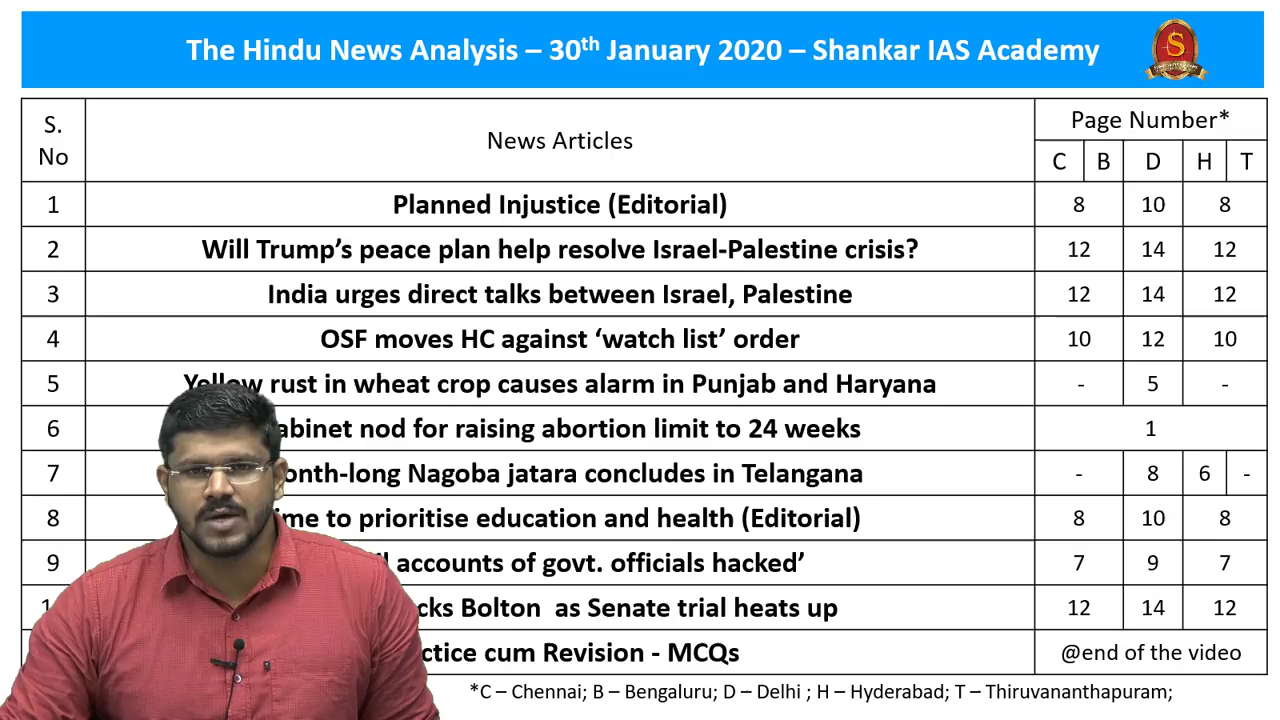 The Hindu News Analysis – 30th January 2020 – Shankar IAS Academy
S. No News Articles Page Number*
C B D H T
1 Planned Injustice (Editorial) 8 10 8
2 Will Trump's peace plan help resolve Israel-Palestine crisis? 12 14 12
3 India urges direct talks between Israel, Palestine 12 14 12
4 OSF moves HC against 'watch list' order 10 12 10
5 Yellow rust in wheat crop causes alarm in Punjab and Haryana - 5 -
6 nod for raising abortion limit to 24 weeks 1
7 Nagoba jatara concludes in Telangana - 8 6 -
8 to prioritise education and health (Editorial) 8 10 8
9 accounts of govt. officials hacked' 7 9 7
Bolton as Senate trial heats up 12 14 12
cum Revision - MCQs @end of the video
*C – Chennai; B – Bengaluru; D – Delhi ; H – Hyderabad; T – Thiruvananthapuram;